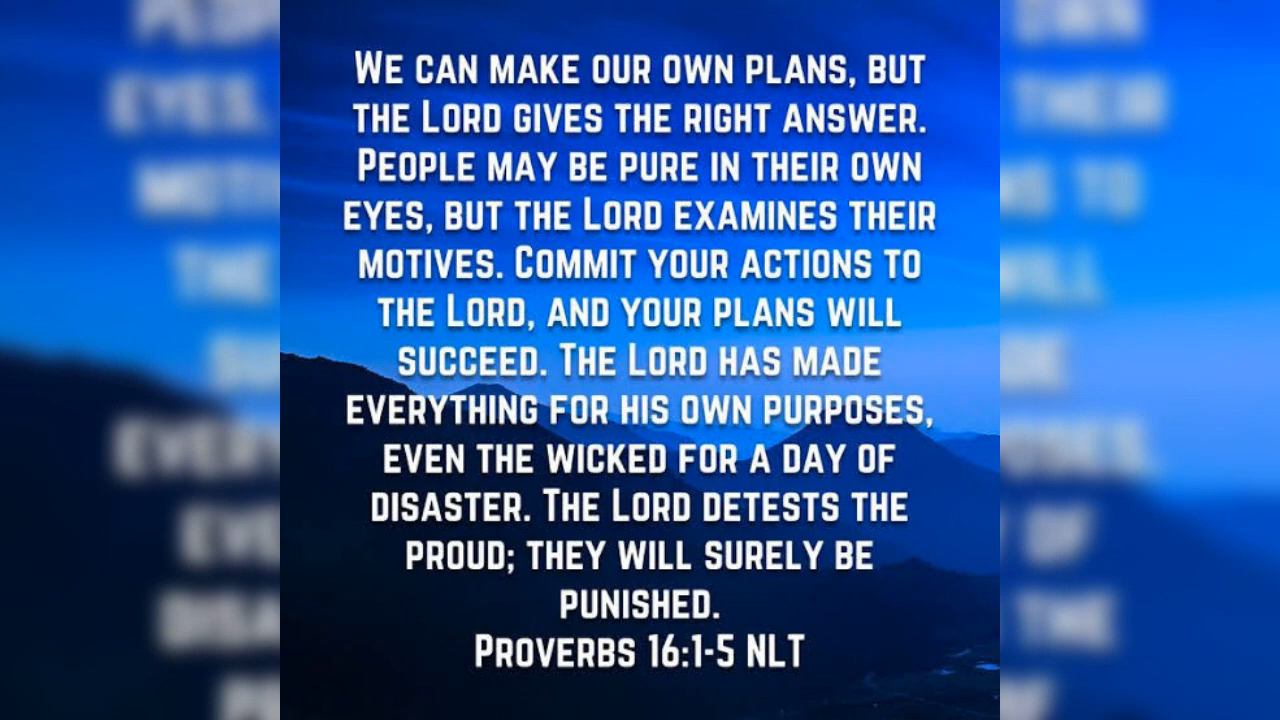 We can make our own plans, but
the Lord gives the right answer.
People may be pure in their own
eyes, but the Lord examines their
motives. Commit your actions to
the Lord, and your plans will
succeed. The Lord has made
everything for his own purposes,
even the wicked for a day of
disaster. The Lord detests the
proud; they will surely be
punished.
Proverbs 16:1-5 NLT